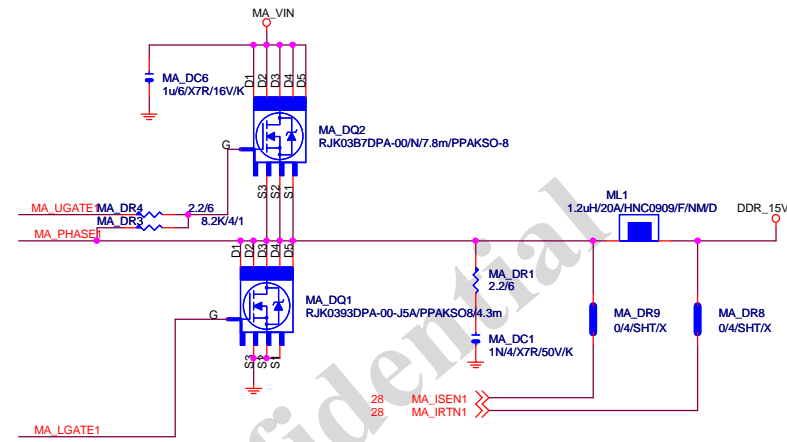 MA_VIN
D1 D2 D3 D4 D5
MA_DC6
1u/6/X7R/16V/K
MA_DQ2
RJK03B7DPA-00/N/7.8m/PPAKSO-8
G
S3 S2 S1
MA_UGATE1 MA_DR4 2.2/6
MA_DR3 8.2K/4/1
MA_PHASE1
ML1
1.2uH/20A/HNC0909/F/NM/D
DDR_15V
D1 D2 D3 D4 D5
MA_DQ1
RJK0393DPA-00-J5A/PPAKSO8/4.3m
G
S3 S2 S1
MA_DR1
2.2/6
MA_DC1
1N/4/X7R/50V/K
MA_DR9
0/4/SHT/X
MA_DR8
0/4/SHT/X
28 MA_ISEN1
28 MA_IRTN1
MA_LGATE1
fidential